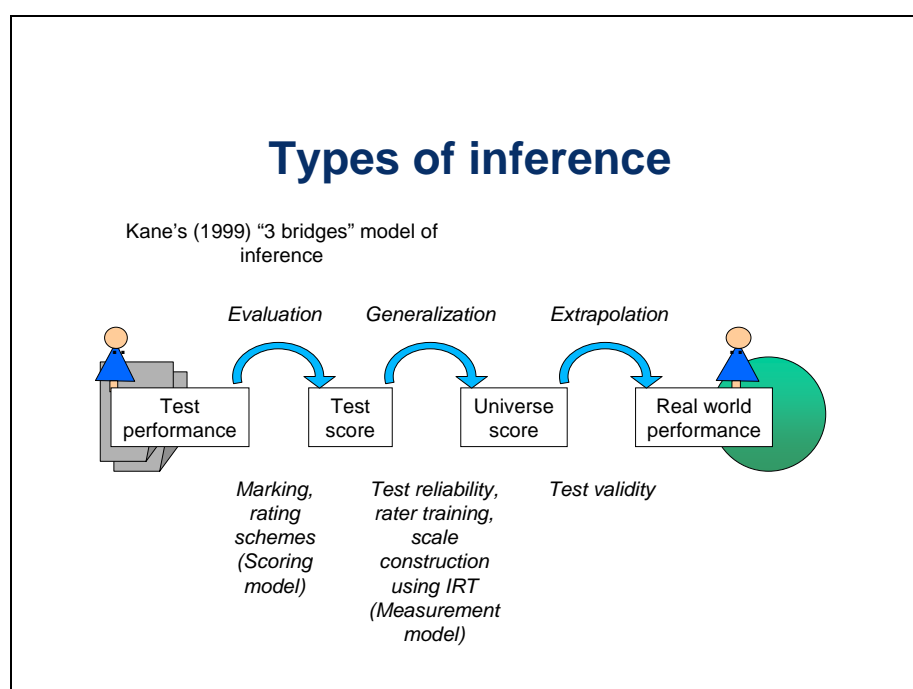 Types of inference
Kane's (1999) “3 bridges” model of
inference
Evaluation
Generalization
Extrapolation
Test
performance
Test
score
Universe
score
Real world
performance
Marking,
rating
schemes
(Scoring
model)
Test reliability,
rater training,
scale
construction
using IRT
(Measurement
model)
Test validity